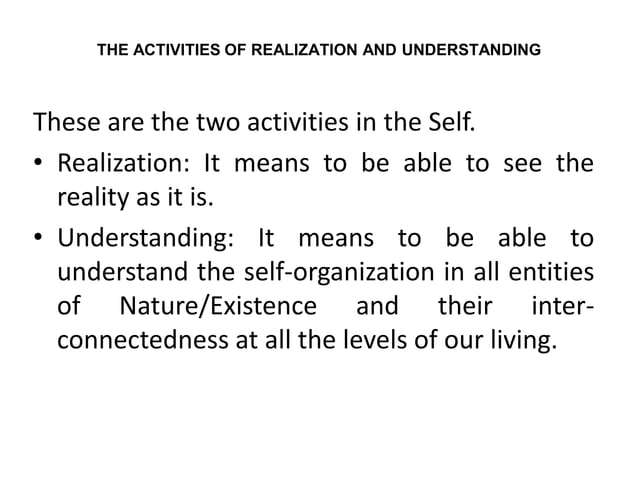 THE ACTIVITIES OF REALIZATION AND UNDERSTANDING
These are the two activities in the Self.
• Realization: It means to be able to see the
reality as it is.
• Understanding: It means to be able to
understand the self-organization in all entities
of Nature/Existence and their inter-
connectedness at all the levels of our living.